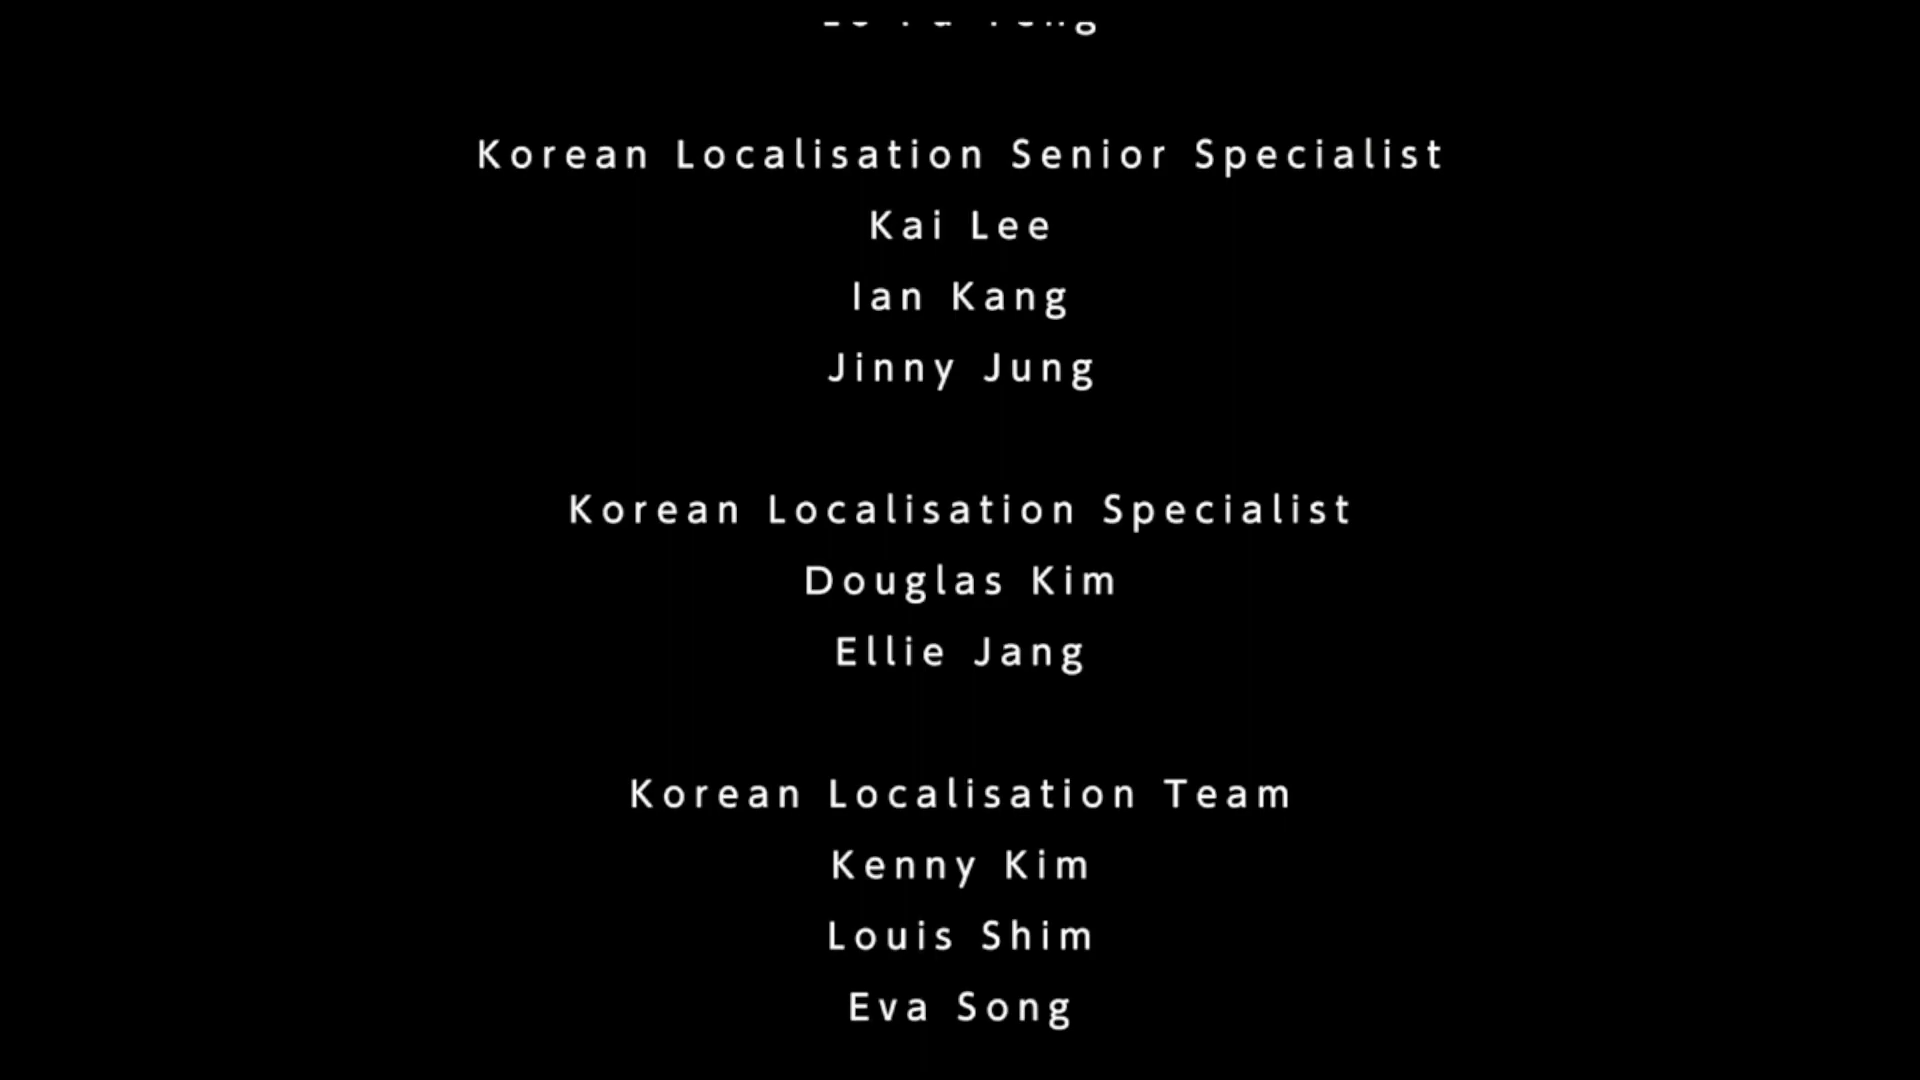 Korean Localisation Senior Specialist
Kai Lee
Ian Kang
Jinny Jung
Korean Localisation Specialist
Douglas Kim
Ellie Jang
Korean Localisation Team
Kenny Kim
Louis Shim
Eva Song